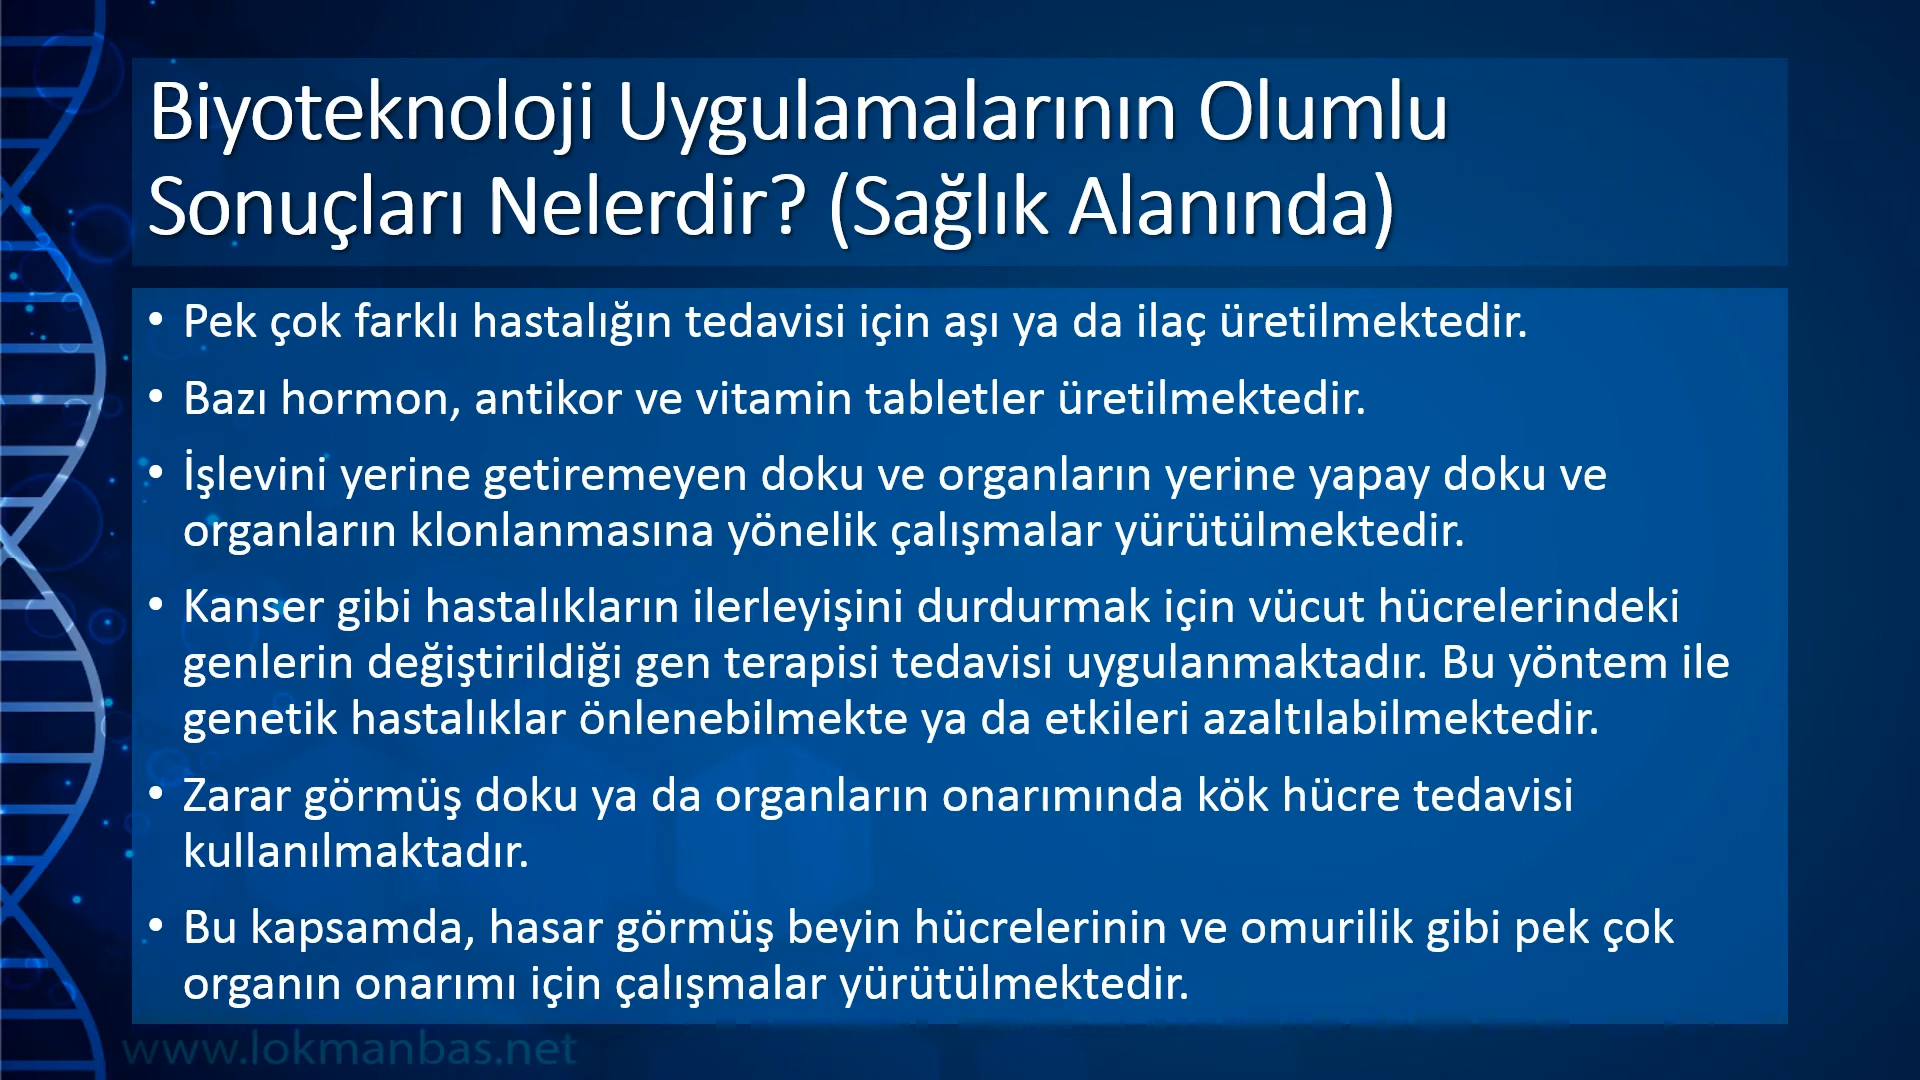 Biyoteknoloji Uygulamalarının Olumlu
Sonuçları Nelerdir? (Sağlık Alanında)
• Pek çok farklı hastalığın tedavisi için aşı ya da ilaç üretilmektedir.
• Bazı hormon, antikor ve vitamin tabletler üretilmektedir.
• İşlevini yerine getiremeyen doku ve organların yerine yapay doku ve
organların klonlanmasına yönelik çalışmalar yürütülmektedir.
• Kanser gibi hastalıkların ilerleyişini durdurmak için vücut hücrelerindeki
genlerin değiştirildiği gen terapisi tedavisi uygulanmaktadır. Bu yöntem ile
genetik hastalıklar önlenebilmekte ya da etkileri azaltılabilmektedir.
• Zarar görmüş doku ya da organların onarımında kök hücre tedavisi
kullanılmaktadır.
• Bu kapsamda, hasar görmüş beyin hücrelerinin ve omurilik gibi pek çok
organın onarımı için çalışmalar yürütülmektedir.
www.lokmanbas.net